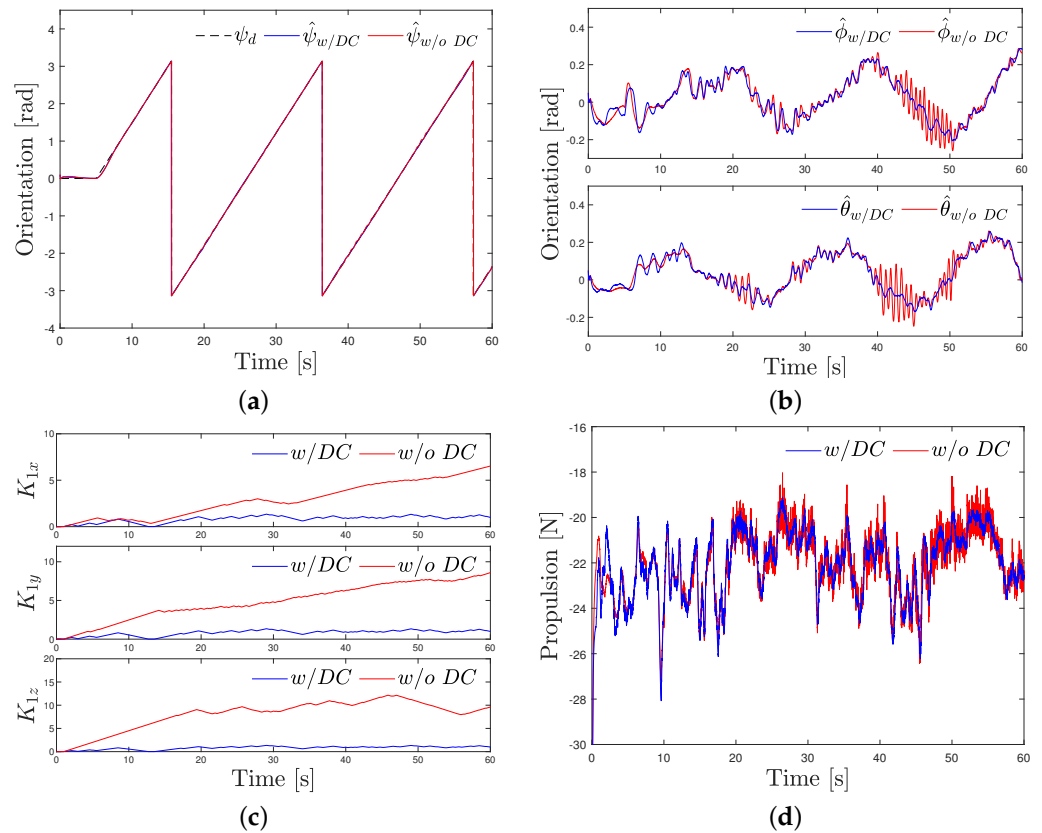 ψ_d ψ̂_{w/DC} ψ̂_{w/o DC}
Orientation [rad]
4
3
2
1
0
-1
-2
-3
-4
0 10 20 30 40 50 60
Time [s]
(a)
ϕ̂_{w/DC} ϕ̂_{w/o DC}
0.4
0.2
0
-0.2
0 10 20 30 40 50 60
Orientation [rad]
θ̂_{w/DC} θ̂_{w/o DC}
0.4
0.2
0
-0.2
0 10 20 30 40 50 60
Time [s]
(b)
K_{1x}
w/DC w/o DC
10
5
0
0 10 20 30 40 50 60
K_{1y}
w/DC w/o DC
10
5
0
0 10 20 30 40 50 60
K_{1z}
w/DC w/o DC
20
15
10
5
0
0 10 20 30 40 50 60
Time [s]
(c)
w/DC w/o DC
Propulsion [N]
-16
-18
-20
-22
-24
-26
-28
-30
0 10 20 30 40 50 60
Time [s]
(d)